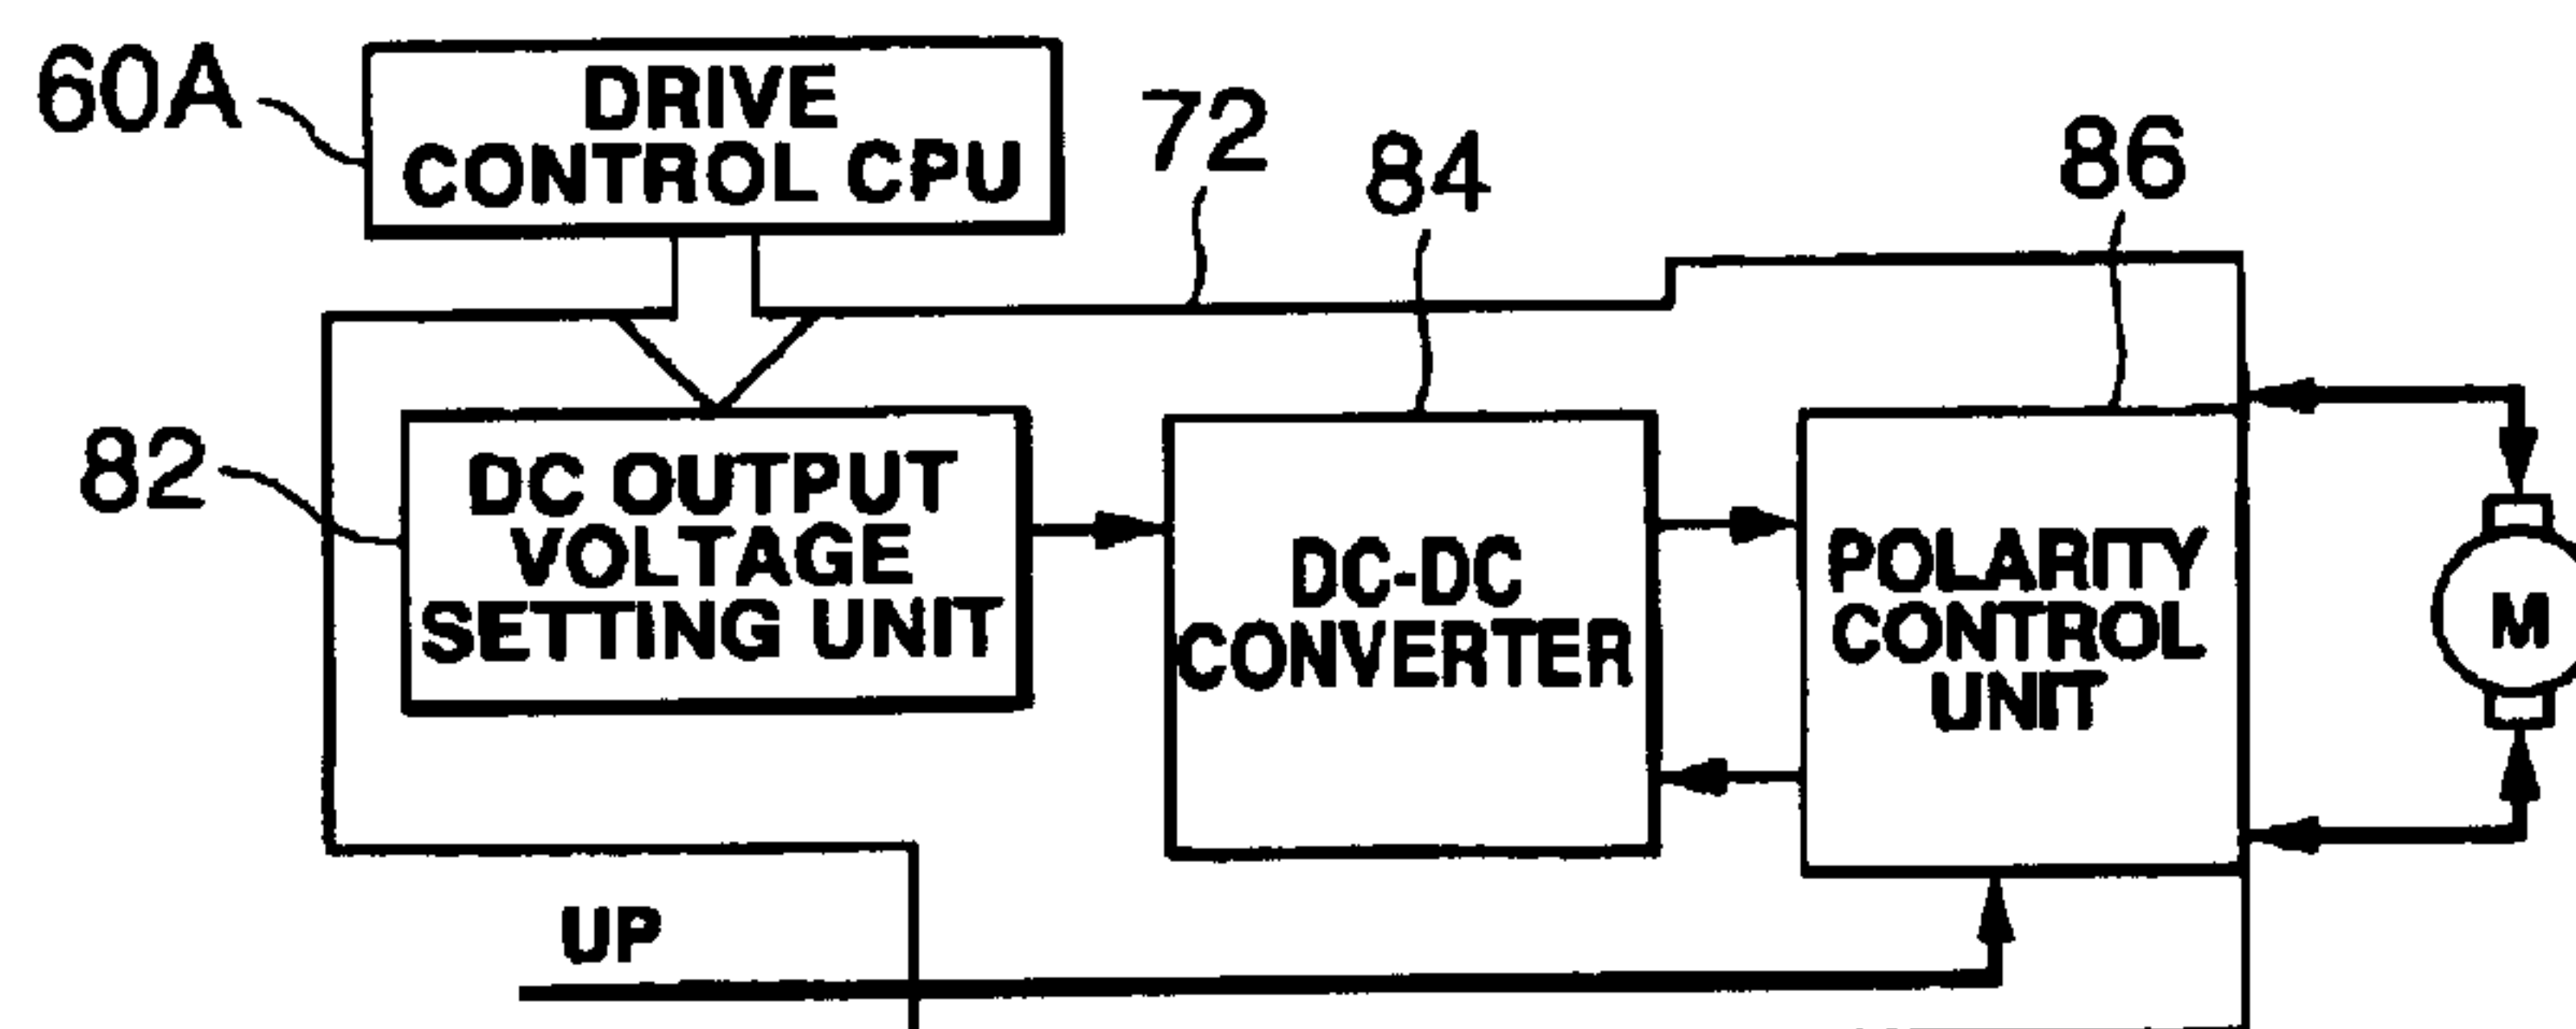 60A
DRIVE
CONTROL CPU
72
84
86
82
DC OUTPUT
VOLTAGE
SETTING UNIT
DC-DC
CONVERTER
POLARITY
CONTROL
UNIT
M
UP